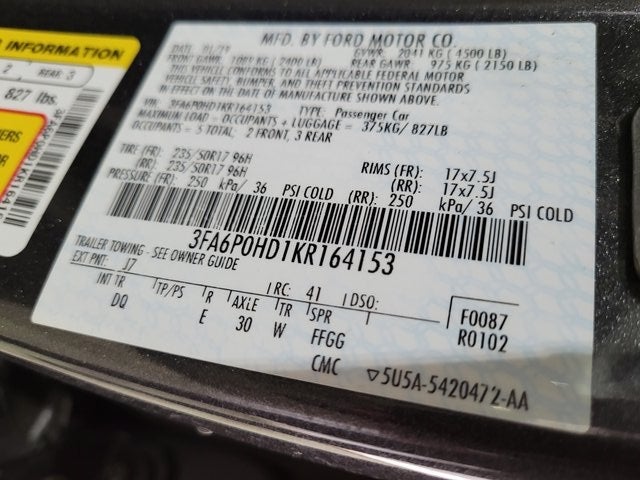 INFORMATION
2 REAR 3
827 lbs.
MFD. BY FORD MOTOR CO.
DATE: 01/19 GVWR: 2041 KG ( 4500 LB)
FRONT GAWR: 1089 KG ( 2400 LB) REAR GAWR: 975 KG ( 2150 LB)
THIS VEHICLE CONFORMS TO ALL APPLICABLE FEDERAL MOTOR
VEHICLE SAFETY, BUMPER, AND THEFT PREVENTION STANDARDS
IN EFFECT ON THE DATE OF MANUFACTURE SHOWN ABOVE.
VIN: 3FA6P0HD1KR164153 TYPE: Passenger Car
MAXIMUM LOAD = OCCUPANTS + LUGGAGE = 375KG/ 827LB
OCCUPANTS = 5 TOTAL; 2 FRONT, 3 REAR
TIRE (FR): 235/50R17 96H RIMS (FR): 17x7.5J
(RR): 235/50R17 96H (RR): 17x7.5J
PRESSURE(FR): 250 kPa/ 36 PSI COLD (RR): 250 kPa/ 36 PSI COLD
3FA6P0HD1KR164153
TRAILER TOWING - SEE OWNER GUIDE
EXT PNT: J7 RC: 41 DSO:
INT TR TP/PS R AXLE TR SPR F0087
DQ E 30 W FFGG R0102
CMC ▽5U5A-5420472-AA